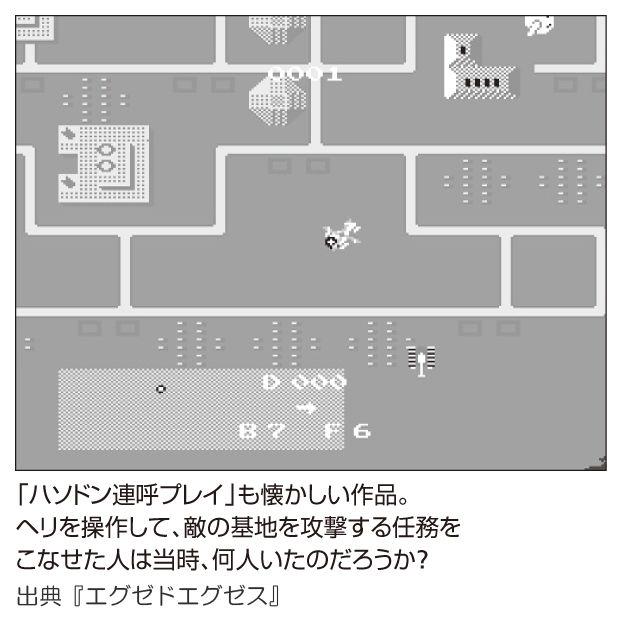 0001
D 000
→
B 7 F 6
「ハソドン連呼プレイ」も懐かしい作品。
ヘリを操作して、敵の基地を攻撃する任務を
こなせた人は当時、何人いたのだろうか?
出典『エグゼドエグゼス』